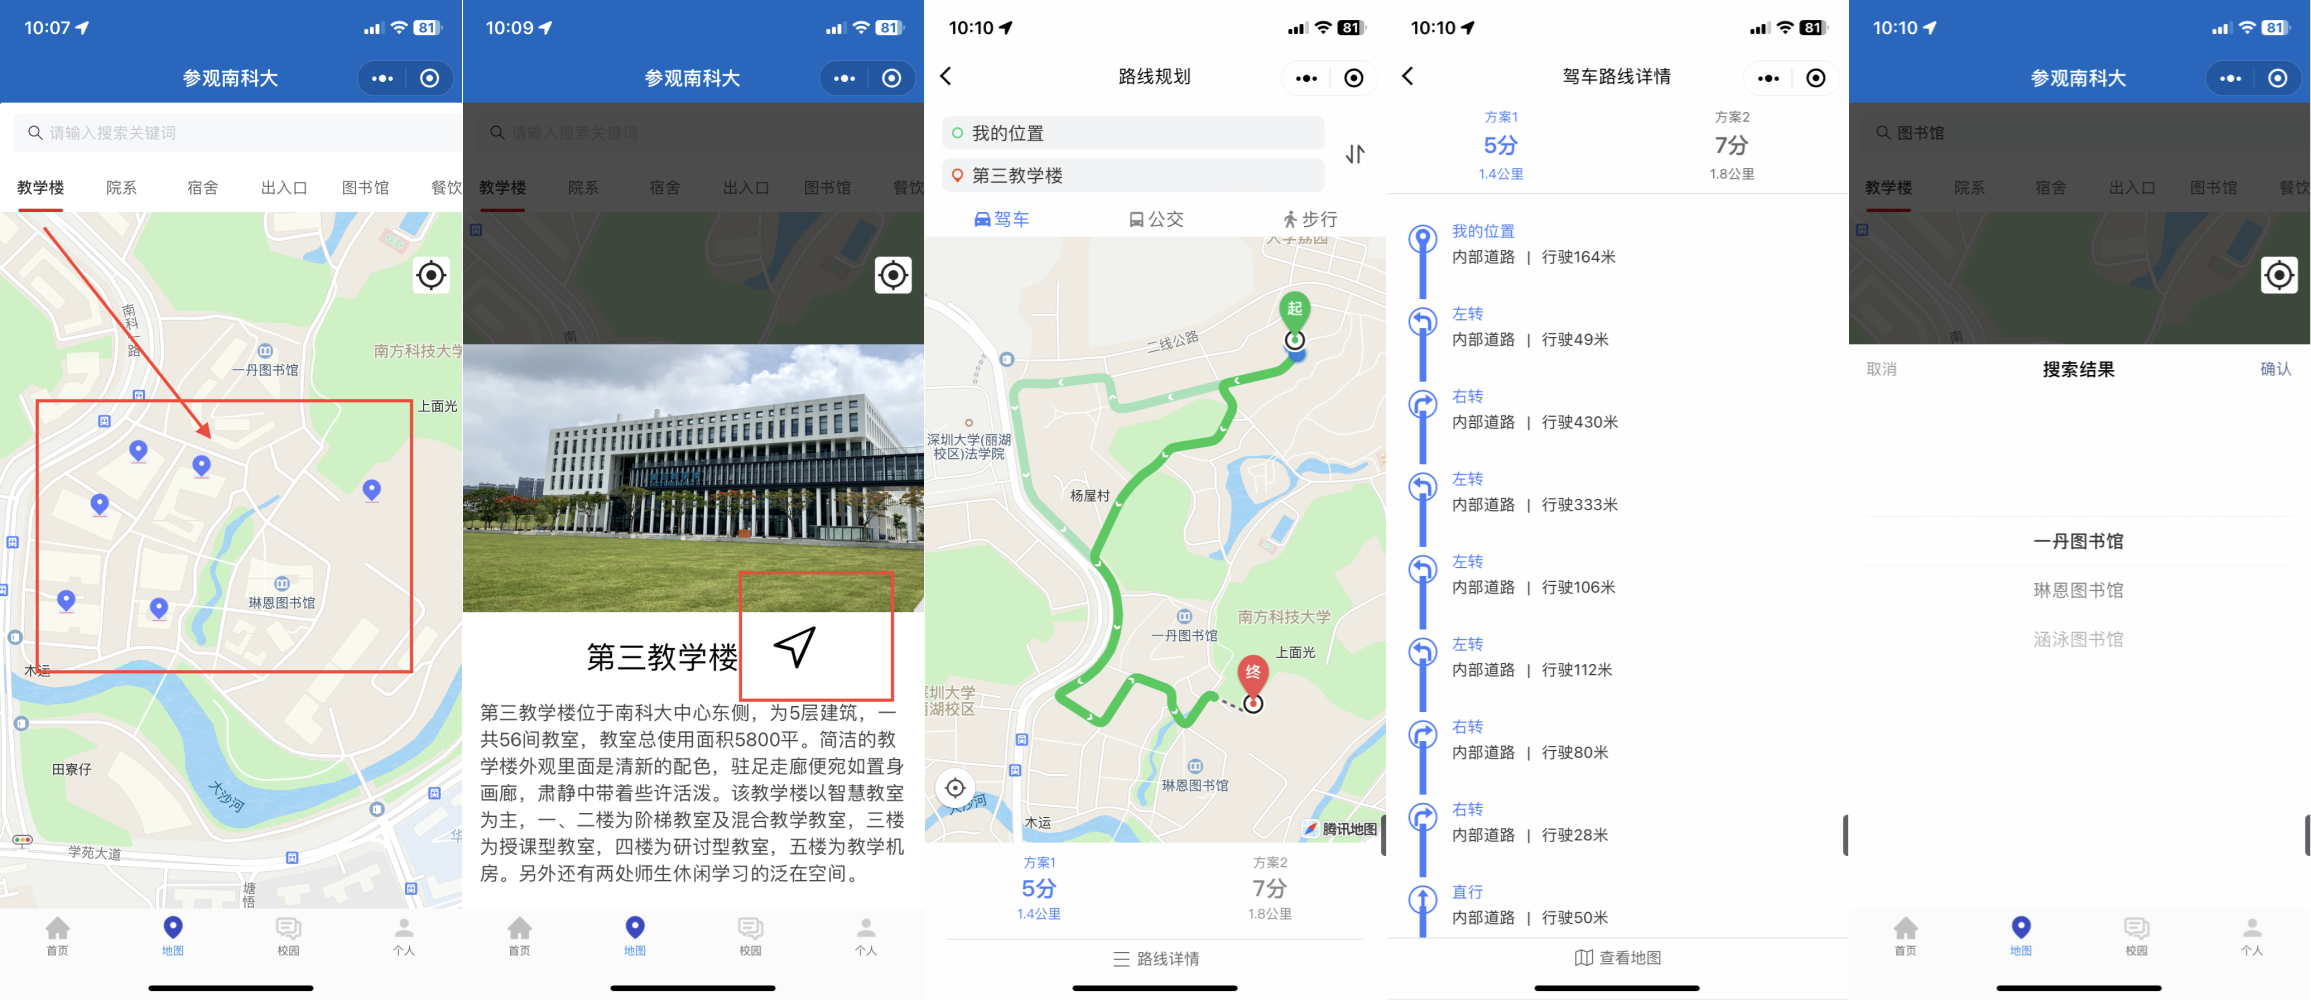 10:07
81
参观南科大
请输入搜索关键词
教学楼 院系 宿舍 出入口 图书馆 餐饮
南科一路
一丹图书馆
南方科技大学
上面光
琳恩图书馆
木运
田寮仔
大沙河
学苑大道
塘悟
首页 地图 校园 个人
10:09
81
参观南科大
请输入搜索关键词
教学楼 院系 宿舍 出入口 图书馆 餐饮
南
第三教学楼
第三教学楼位于南科大中心东侧，为5层建筑，一
共56间教室，教室总使用面积5800平。简洁的教
学楼外观里面是清新的配色，驻足走廊便宛如置身
画廊，肃静中带着些许活泼。该教学楼以智慧教室
为主，一、二楼为阶梯教室及混合教学教室，三楼
为授课型教室，四楼为研讨型教室，五楼为教学机
房。另外还有两处师生休闲学习的泛在空间。
首页 地图 校园 个人
10:10
81
路线规划
我的位置
第三教学楼
驾车 公交 步行
大学荔园
起
二线公路
深圳大学(丽湖
校区)法学院
杨屋村
南方科技大学
一丹图书馆
上面光
终
深圳大学
丽湖校区
琳恩图书馆
大沙河
木运
腾讯地图
方案1 方案2
5分 7分
1.4公里 1.8公里
路线详情
10:10
81
驾车路线详情
方案1 方案2
5分 7分
1.4公里 1.8公里
我的位置
内部道路 | 行驶164米
左转
内部道路 | 行驶49米
右转
内部道路 | 行驶430米
左转
内部道路 | 行驶333米
左转
内部道路 | 行驶106米
左转
内部道路 | 行驶112米
右转
内部道路 | 行驶80米
右转
内部道路 | 行驶28米
直行
内部道路 | 行驶50米
查看地图
10:10
81
参观南科大
图书馆
教学楼 院系 宿舍 出入口 图书馆 餐饮
南
取消 搜索结果 确认
一丹图书馆
琳恩图书馆
涵泳图书馆
首页 地图 校园 个人